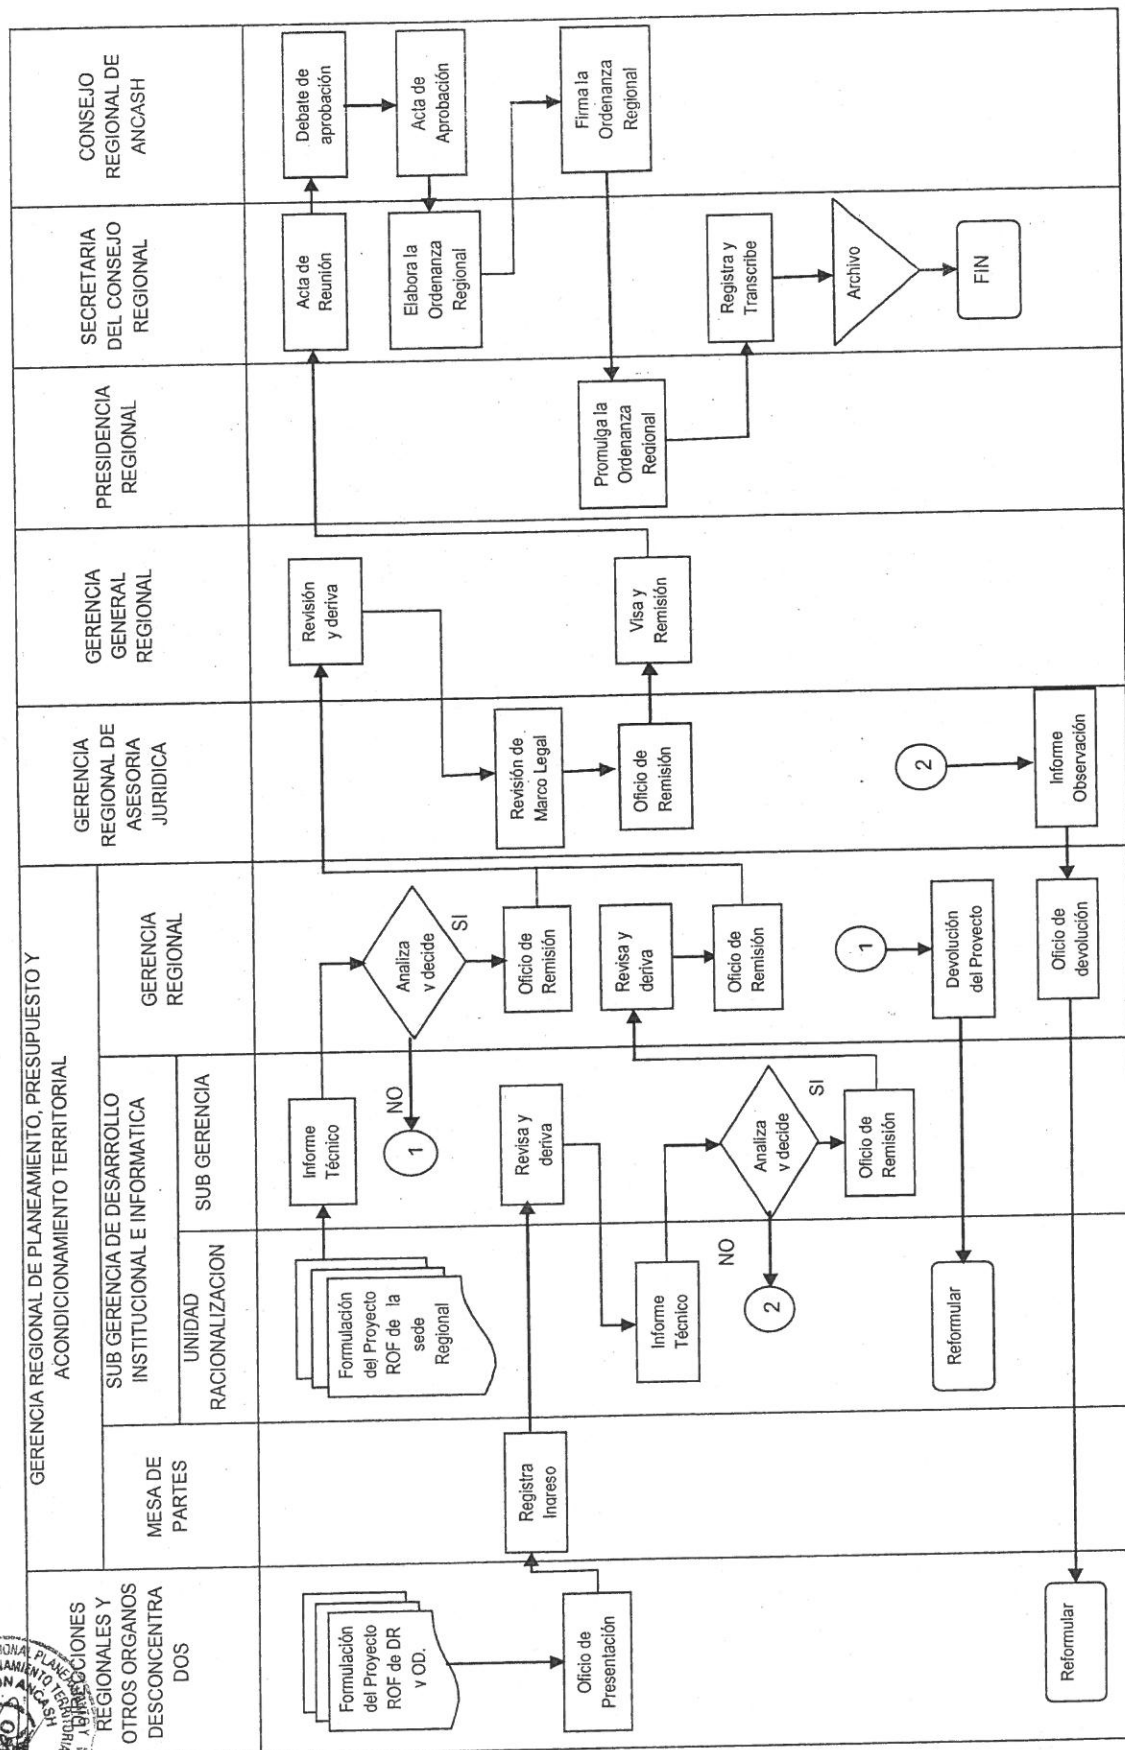 GERENCIA REGIONAL DE PLANEAMIENTO, PRESUPUESTO Y
ACONDICIONAMIENTO TERRITORIAL
DIRECCIONES
REGIONALES Y
OTROS ORGANOS
DESCONCENTRA
DOS
MESA DE
PARTES
SUB GERENCIA DE DESARROLLO
INSTITUCIONAL E INFORMATICA
UNIDAD
RACIONALIZACION
SUB GERENCIA
GERENCIA
REGIONAL
GERENCIA
REGIONAL DE
ASESORIA
JURIDICA
GERENCIA
GENERAL
REGIONAL
PRESIDENCIA
REGIONAL
SECRETARIA
DEL CONSEJO
REGIONAL
CONSEJO
REGIONAL DE
ANCASH
Formulación
del Proyecto
ROF de DR
y OD.
Oficio de
Presentación
Reformular
Registra
Ingreso
Formulación
del Proyecto
ROF de la
sede
Regional
Informe
Técnico
2
NO
Reformular
Informe
Técnico
1
NO
Revisa y
deriva
Analiza
y decide
SI
Oficio de
Remisión
Analiza
y decide
SI
Oficio de
Remisión
Revisa y
deriva
Oficio de
Remisión
1
Devolución
del Proyecto
Oficio de
devolución
Revisión de
Marco Legal
Oficio de
Remisión
2
Informe
Observación
Revisión
y deriva
Visa y
Remisión
Promulga la
Ordenanza
Regional
Acta de
Reunión
Elabora la
Ordenanza
Regional
Registra y
Transcribe
Archivo
FIN
Debate de
aprobación
Acta de
Aprobación
Firma la
Ordenanza
Regional